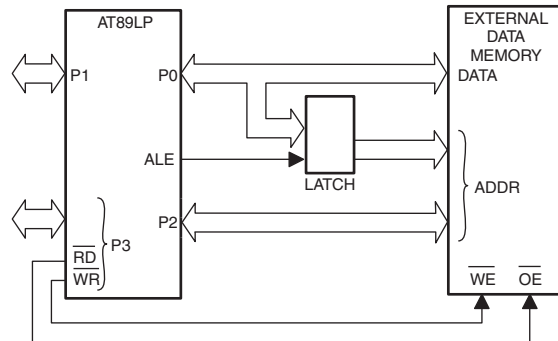 AT89LP
EXTERNAL
DATA
MEMORY
P1
P0
DATA
ALE
LATCH
ADDR
P2
P3
RD
WR
WE
OE